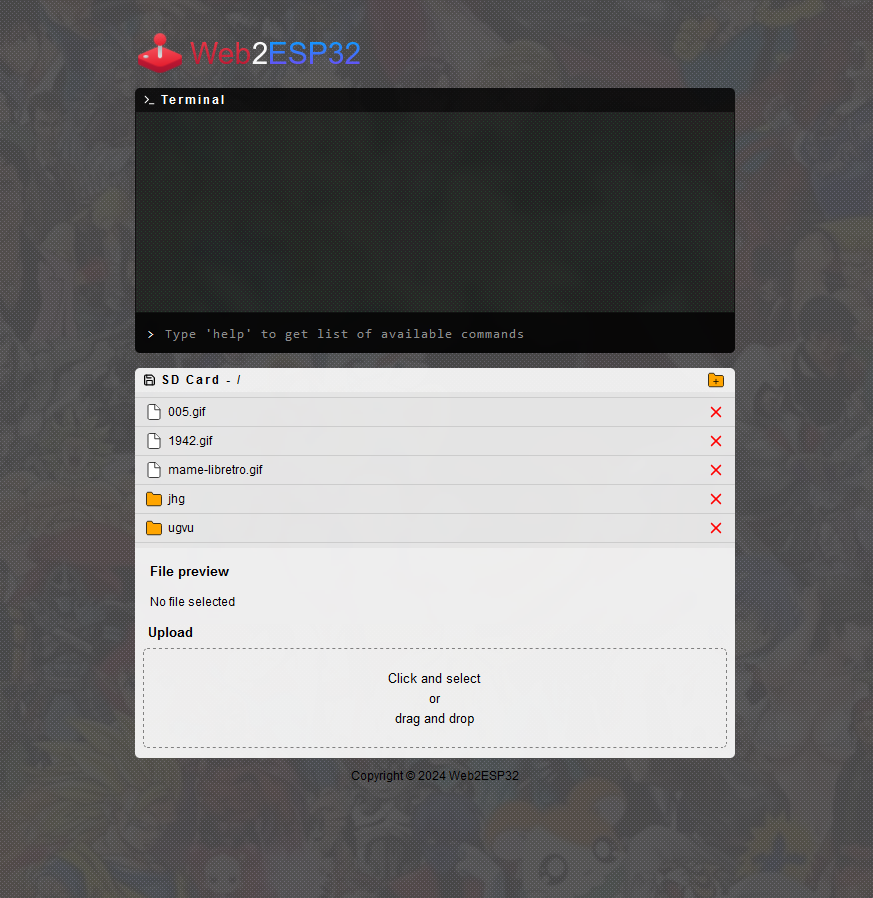 Web2ESP32
Terminal
> Type 'help' to get list of available commands
SD Card - /
005.gif
1942.gif
mame-libretro.gif
jhg
ugvu
File preview
No file selected
Upload
Click and select
or
drag and drop
Copyright © 2024 Web2ESP32